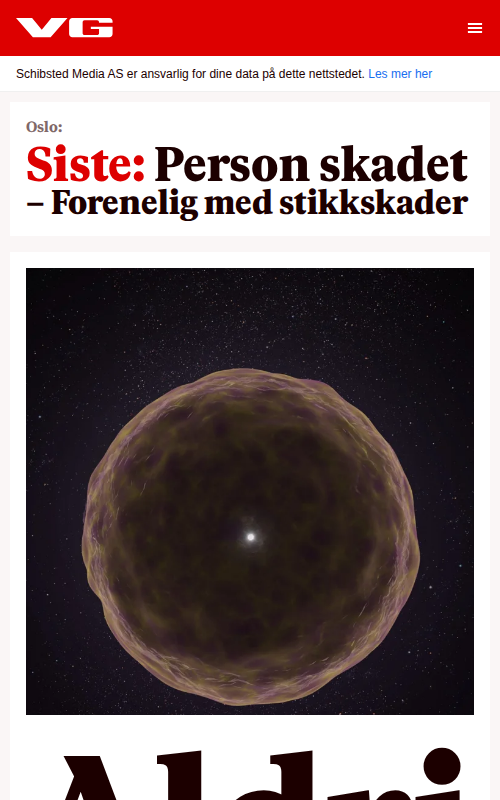 VG
Schibsted Media AS er ansvarlig for dine data på dette nettstedet. Les mer her
Oslo:
Siste: Person skadet
– Forenelig med stikkskader
Aldri